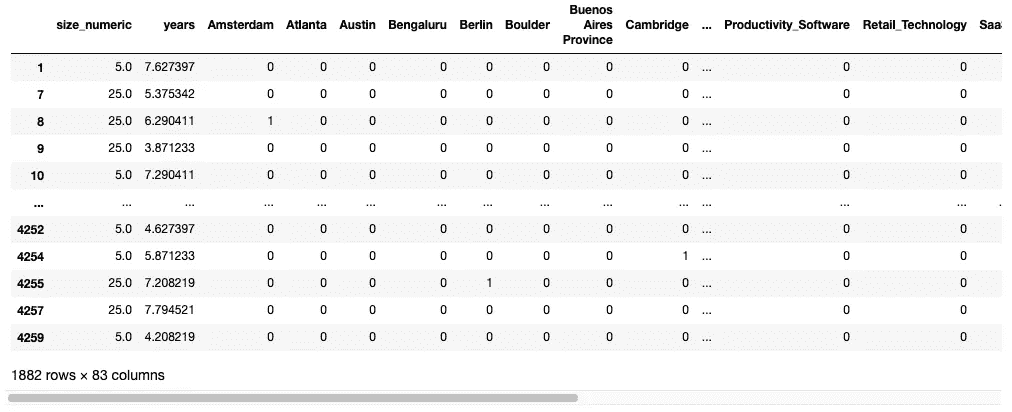 size_numeric years Amsterdam Atlanta Austin Bengaluru Berlin Boulder Buenos Aires Province Cambridge ... Productivity_Software Retail_Technology Saa
1 5.0 7.627397 0 0 0 0 0 0 0 0 ... 0 0
7 25.0 5.375342 0 0 0 0 0 0 0 0 ... 0 0
8 25.0 6.290411 1 0 0 0 0 0 0 0 ... 0 0
9 25.0 3.871233 0 0 0 0 0 0 0 0 ... 0 0
10 5.0 7.290411 0 0 0 0 0 0 0 0 ... 0 0
... ... ... ... ... ... ... ... ... ... ... ... ... ... .
4252 5.0 4.627397 0 0 0 0 0 0 0 0 ... 0 0
4254 5.0 5.871233 0 0 0 0 0 0 0 1 ... 0 0
4255 25.0 7.208219 0 0 0 0 1 0 0 0 ... 0 0
4257 25.0 7.794521 0 0 0 0 0 0 0 0 ... 0 0
4259 5.0 4.208219 0 0 0 0 0 0 0 0 ... 0 0
1882 rows × 83 columns